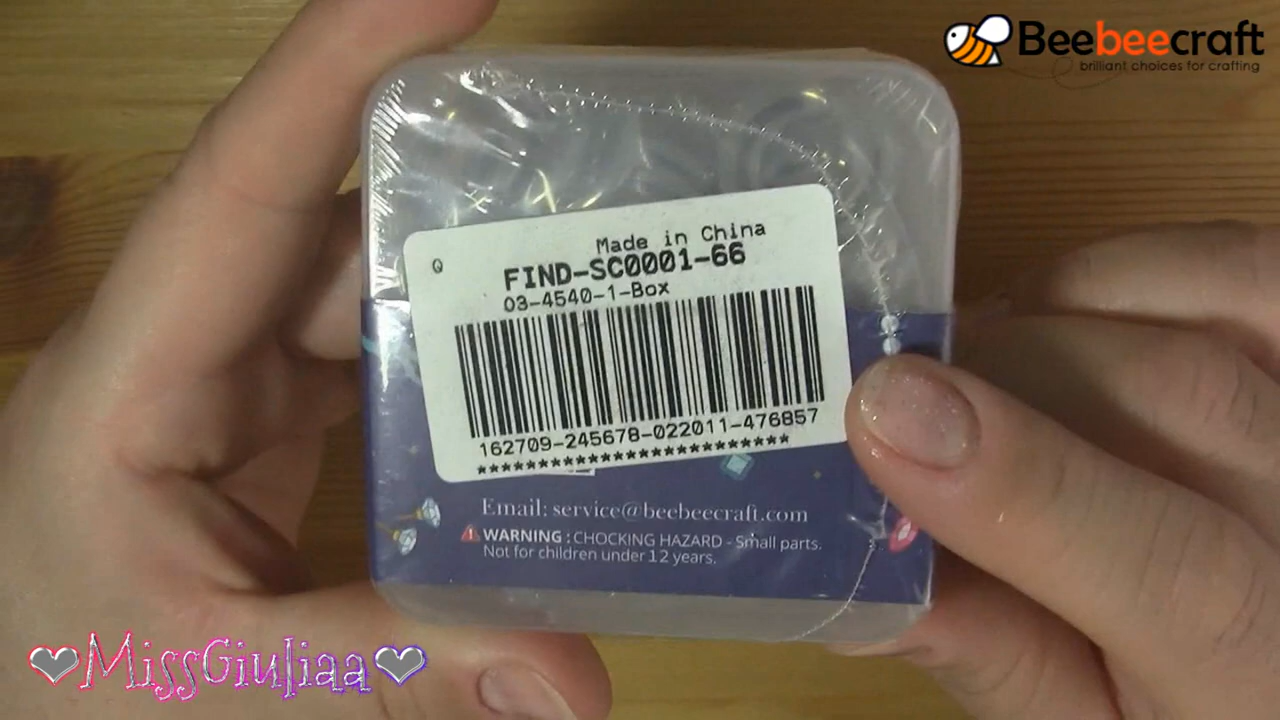 Beebeecraft
brilliant choices for crafting
Q
Made in China
FIND-SC0001-66
03-4540-1-Box
162709-245678-022011-476857
***********************
Email: service@beebeecraft.com
WARNING : CHOCKING HAZARD - Small parts.
Not for children under 12 years.
MissGiuliaa